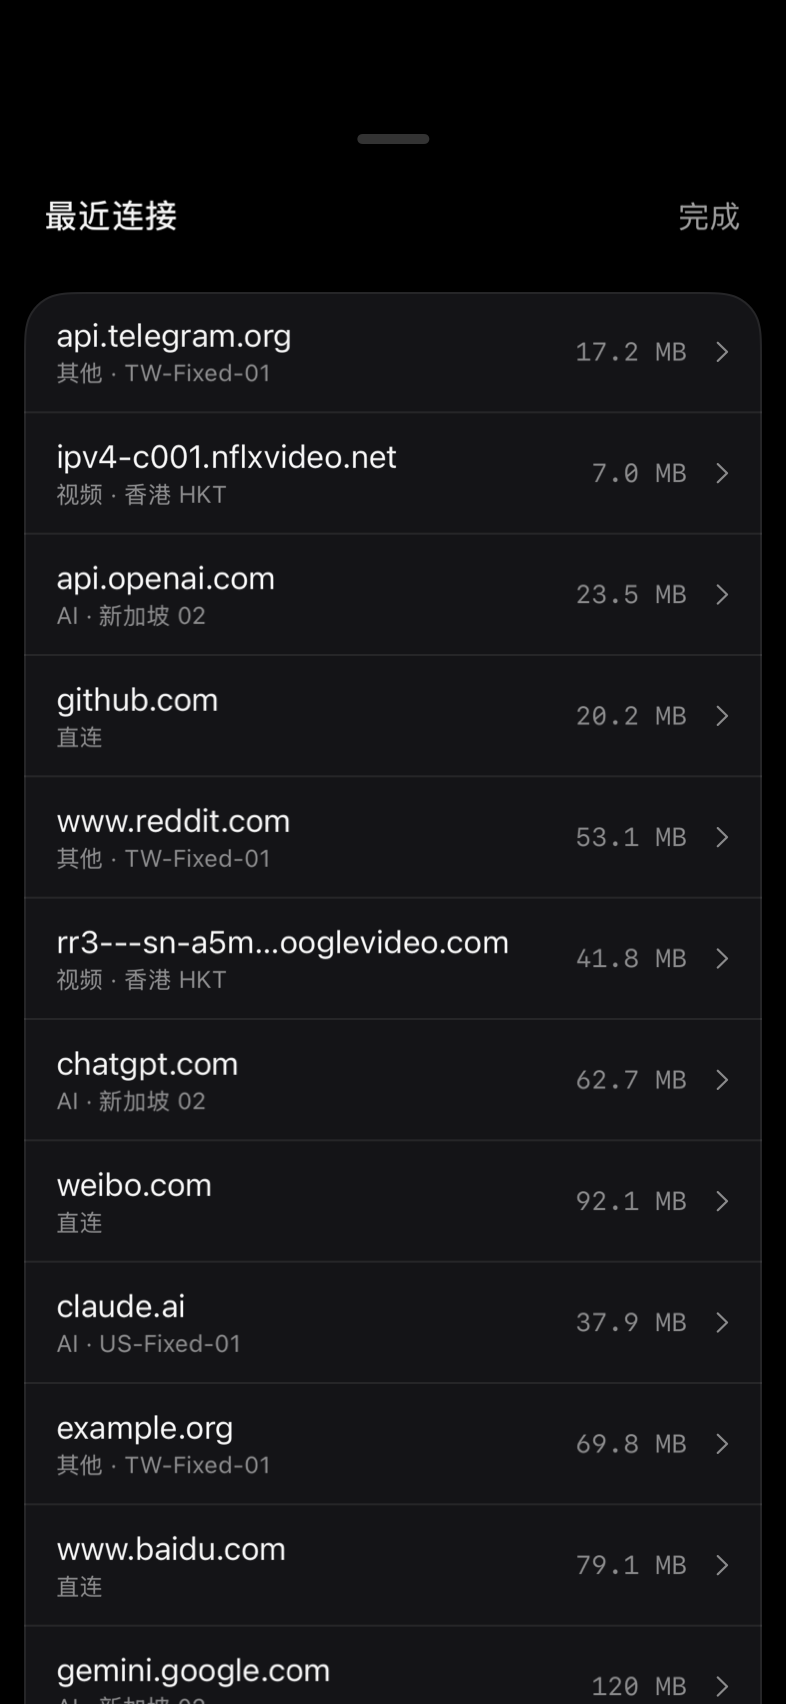 最近连接
完成
api.telegram.org
其他 · TW-Fixed-01
17.2 MB
ipv4-c001.nflxvideo.net
视频 · 香港 HKT
7.0 MB
api.openai.com
AI · 新加坡 02
23.5 MB
github.com
直连
20.2 MB
www.reddit.com
其他 · TW-Fixed-01
53.1 MB
rr3---sn-a5m...ooglevideo.com
视频 · 香港 HKT
41.8 MB
chatgpt.com
AI · 新加坡 02
62.7 MB
weibo.com
直连
92.1 MB
claude.ai
AI · US-Fixed-01
37.9 MB
example.org
其他 · TW-Fixed-01
69.8 MB
www.baidu.com
直连
79.1 MB
gemini.google.com
120 MB